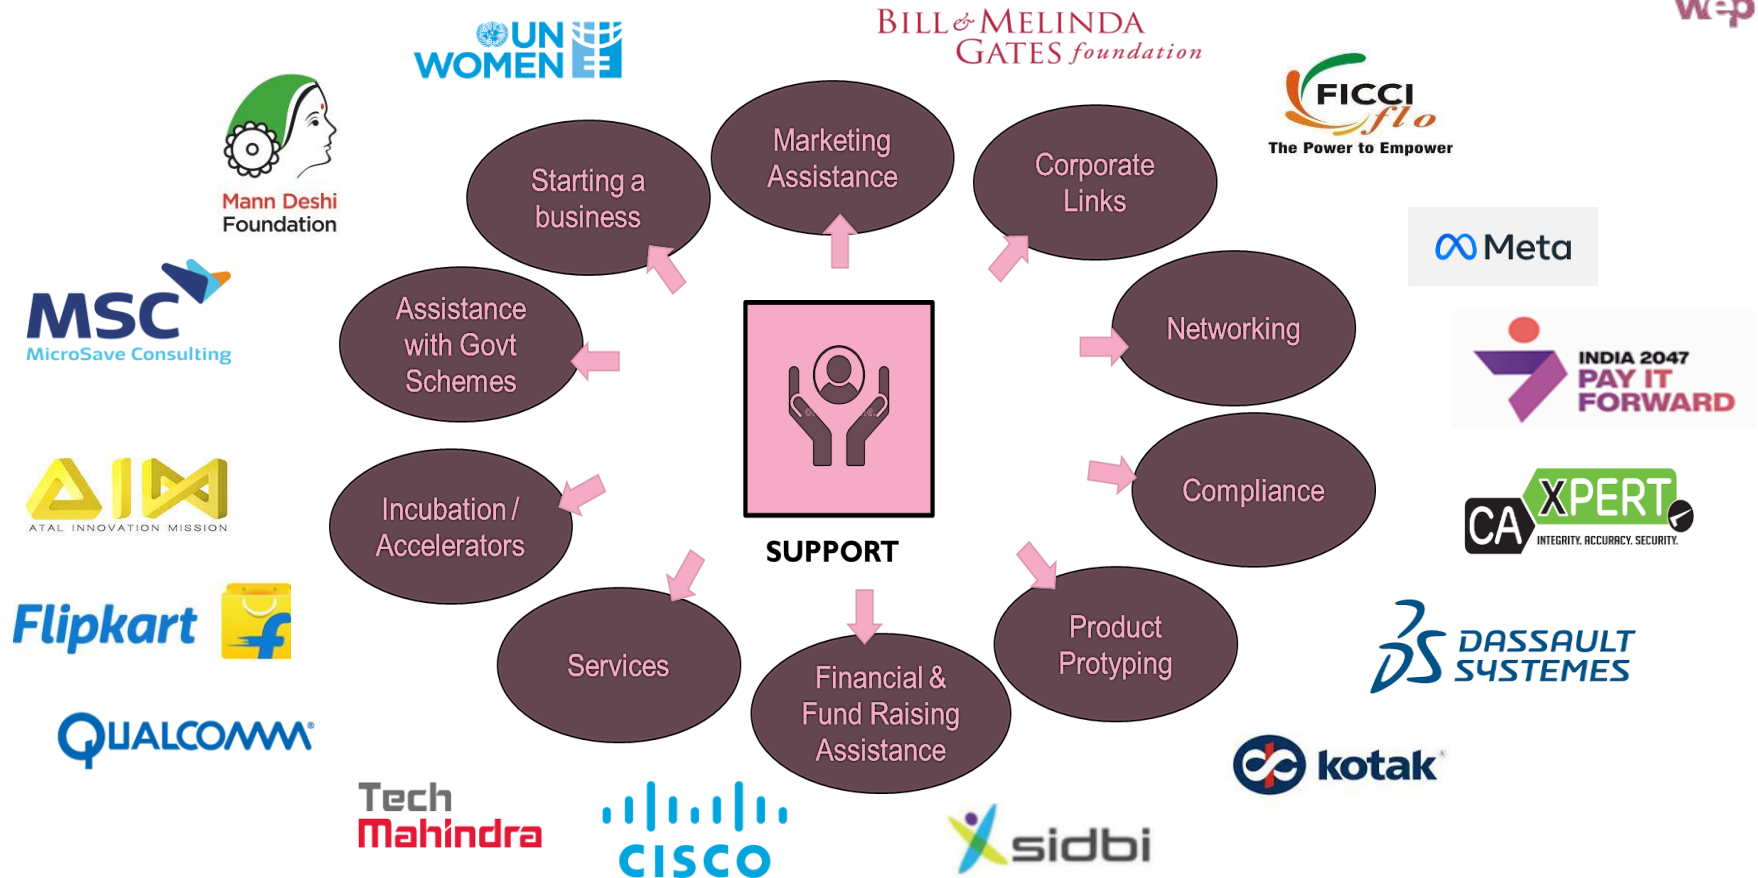 wep
UN
WOMEN
BILL & MELINDA
GATES foundation
FICCI
flo
The Power to Empower
Mann Deshi
Foundation
Starting a
business
Marketing
Assistance
Corporate
Links
Meta
MSC
MicroSave Consulting
Assistance
with Govt
Schemes
Networking
INDIA 2047
PAY IT
FORWARD
AIM
ATAL INNOVATION MISSION
Incubation /
Accelerators
SUPPORT
Compliance
CA XPERT
INTEGRITY. ACCURACY. SECURITY.
Flipkart
f
Services
Financial &
Fund Raising
Assistance
Product
Protyping
3DS
DASSAULT
SYSTEMES
QUALCOMM®
kotak®
Tech
Mahindra
CISCO
sidbi